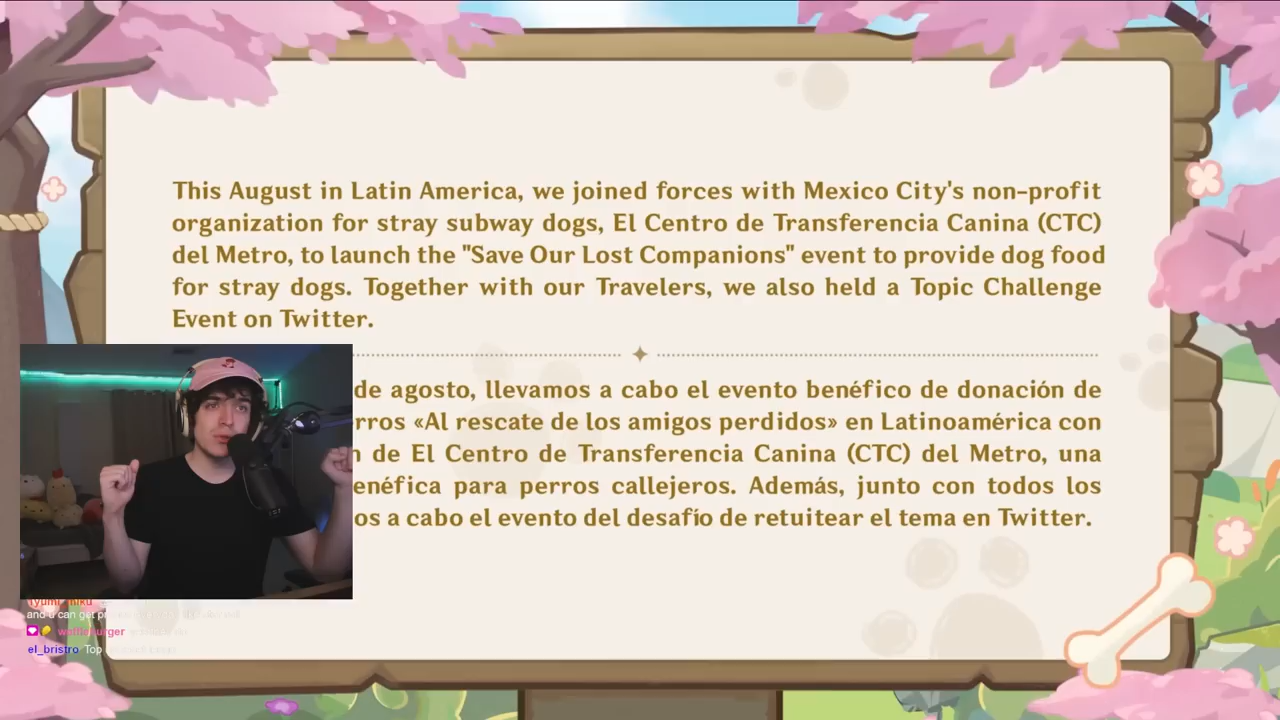 This August in Latin America, we joined forces with Mexico City's non-profit
organization for stray subway dogs, El Centro de Transferencia Canina (CTC)
del Metro, to launch the "Save Our Lost Companions" event to provide dog food
for stray dogs. Together with our Travelers, we also held a Topic Challenge
Event on Twitter.
de agosto, llevamos a cabo el evento benéfico de donación de
«Al rescate de los amigos perdidos» en Latinoamérica con
de El Centro de Transferencia Canina (CTC) del Metro, una
para perros callejeros. Además, junto con todos los
a cabo el evento del desafío de retuitear el tema en Twitter.
and u can get
el_bristro Top